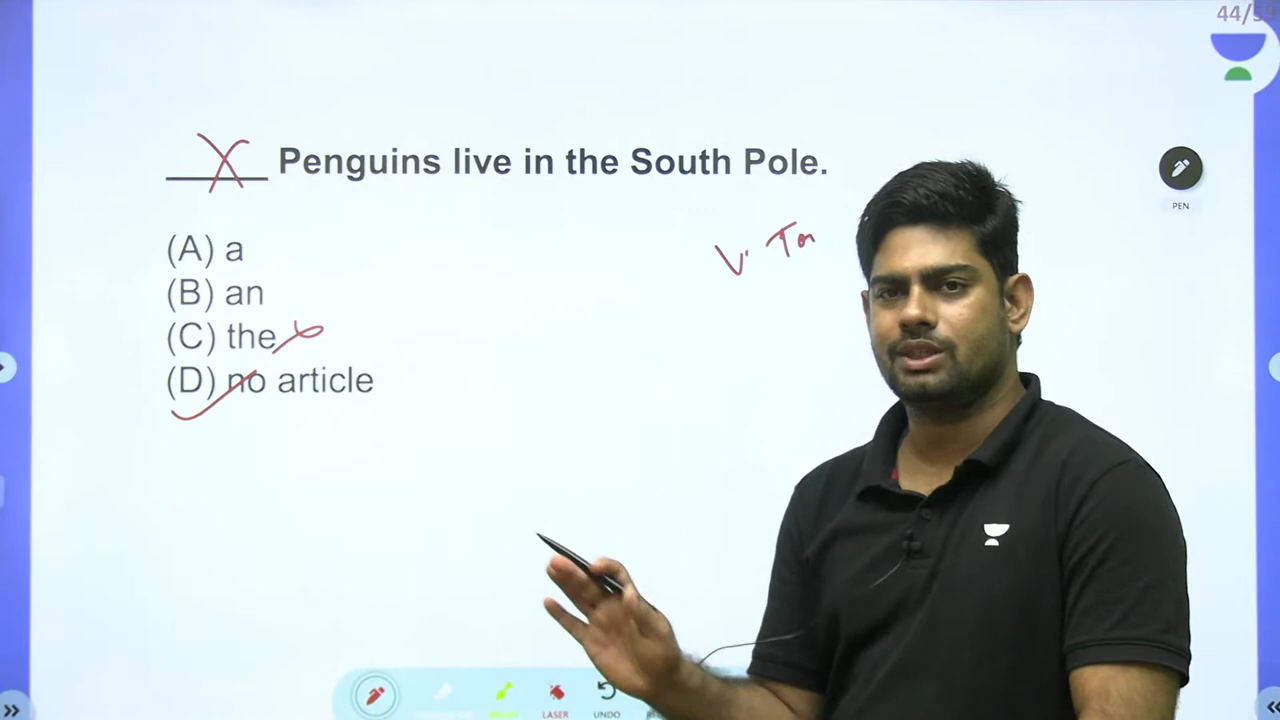 44/5
X Penguins live in the South Pole.
(A) a
(B) an
(C) the
(D) no article
PEN
LASER
UNDO